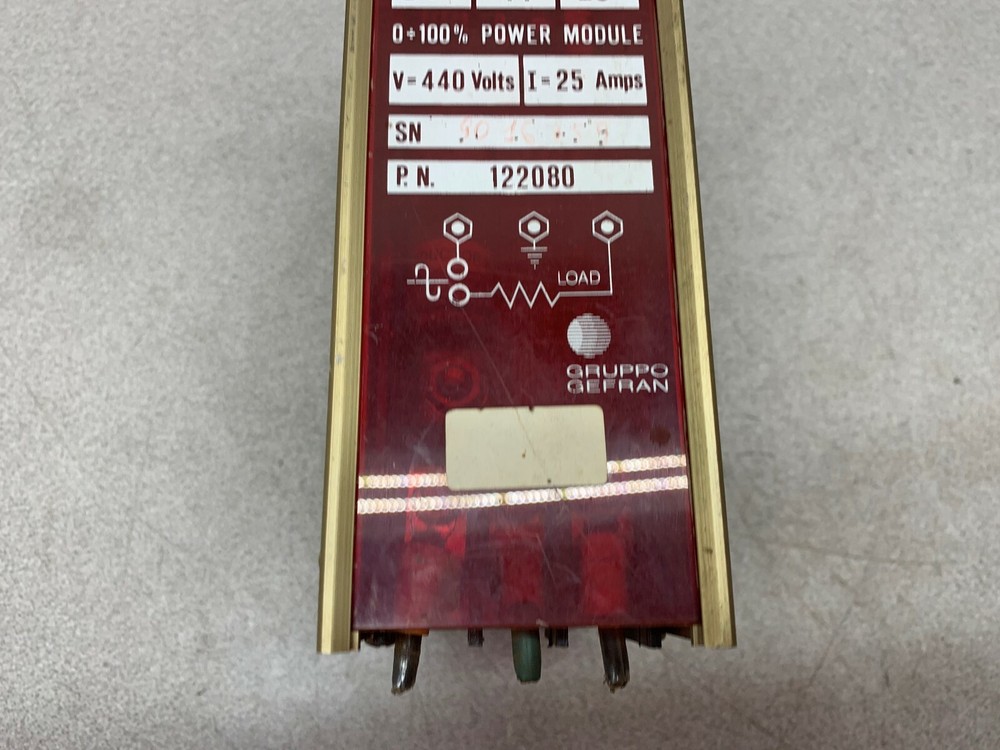 0÷100% POWER MODULE
V=440 Volts I=25 Amps
SN
P.N. 122080
LOAD
GRUPPO
GEFRAN